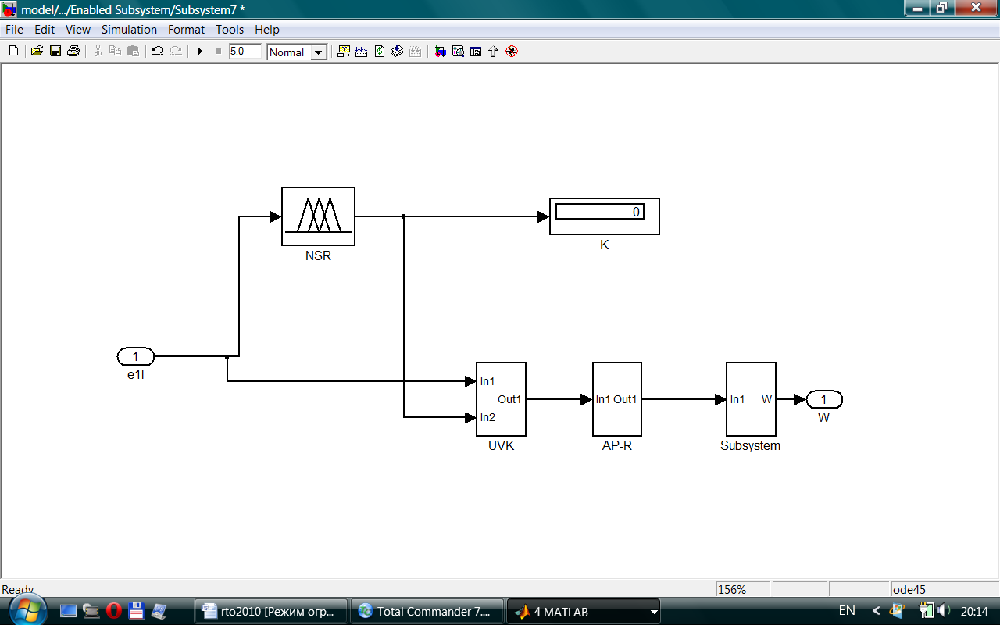 model/.../Enabled Subsystem/Subsystem7 *
File Edit View Simulation Format Tools Help
5.0 Normal
NSR
0
K
1
e1l
In1
Out1
In2
UVK
In1 Out1
AP-R
In1 W
Subsystem
1
W
Ready 156% ode45
rto2010 [Режим огр... Total Commander 7.... 4 MATLAB EN < 20:14